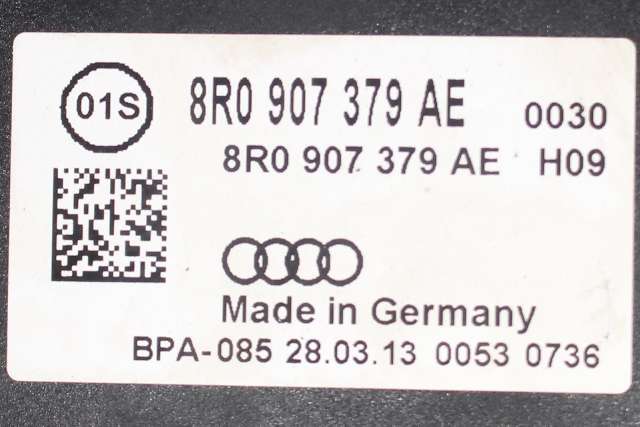 01S 8R0 907 379 AE 0030
8R0 907 379 AE H09
Made in Germany
BPA-085 28.03.13 0053 0736